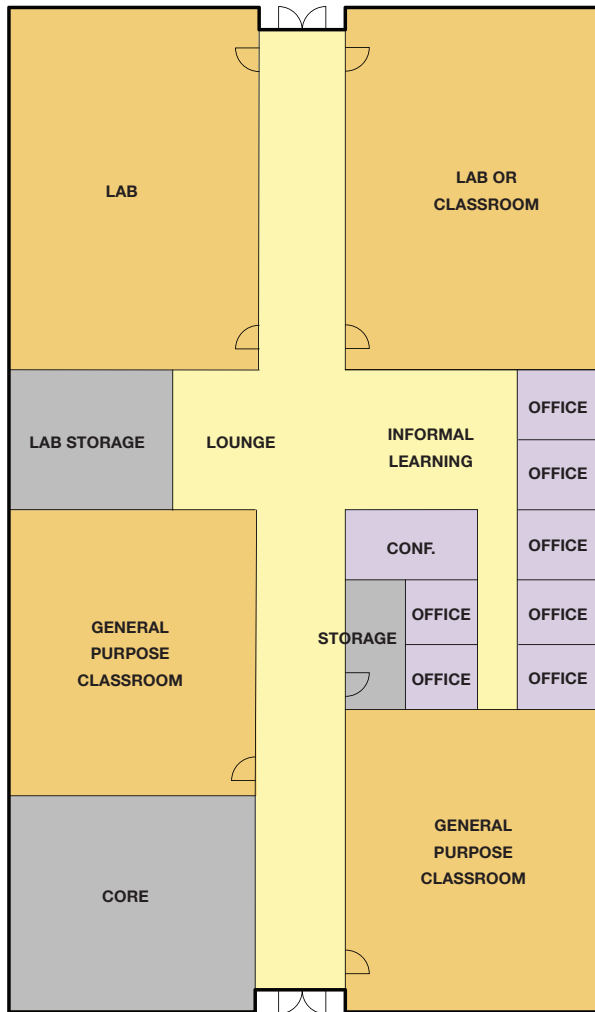 LAB
LAB OR
CLASSROOM
LAB STORAGE
LOUNGE
INFORMAL
LEARNING
OFFICE
OFFICE
OFFICE
CONF.
GENERAL
PURPOSE
CLASSROOM
STORAGE
OFFICE
OFFICE
OFFICE
OFFICE
GENERAL
PURPOSE
CLASSROOM
CORE